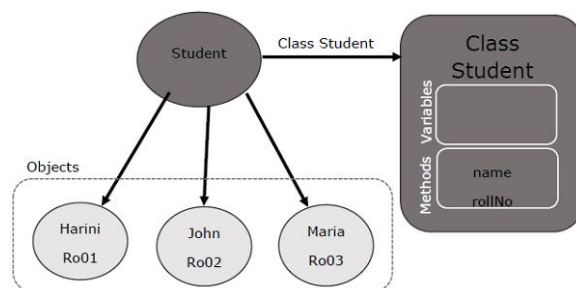 Student
Class Student
Class
Student
Variables
Methods
name
rollNo
Objects
Harini
Ro01
John
Ro02
Maria
Ro03